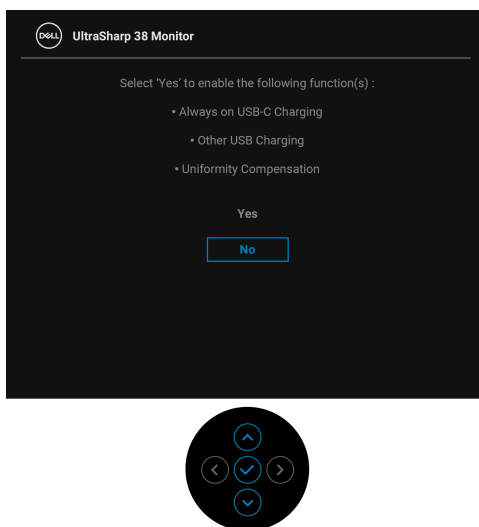 DELL UltraSharp 38 Monitor
Select ‘Yes’ to enable the following function(s) :
• Always on USB-C Charging
• Other USB Charging
• Uniformity Compensation
Yes
No